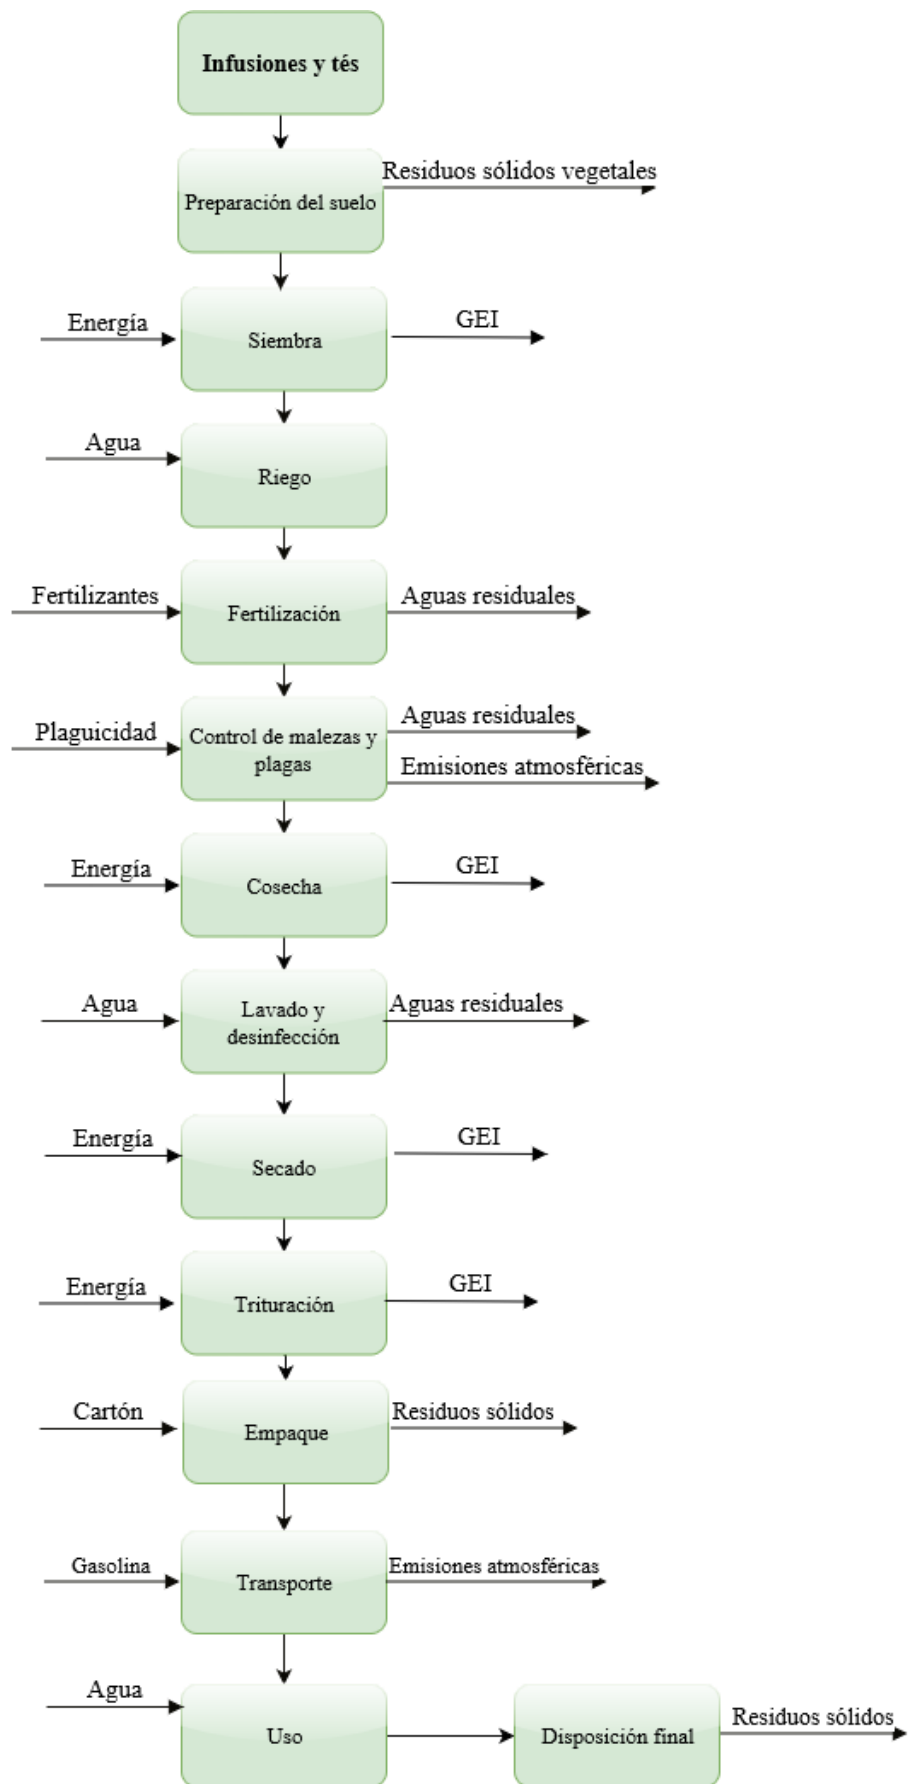 Infusiones y tés
Residuos sólidos vegetales
Preparación del suelo
Energía
GEI
Siembra
Agua
Riego
Fertilizantes
Aguas residuales
Fertilización
Plaguicidad
Aguas residuales
Control de malezas y
plagas
Emisiones atmosféricas
Energía
GEI
Cosecha
Agua
Aguas residuales
Lavado y
desinfección
Energía
GEI
Secado
Energía
GEI
Trituración
Cartón
Residuos sólidos
Empaque
Gasolina
Emisiones atmosféricas
Transporte
Agua
Uso
Disposición final
Residuos sólidos